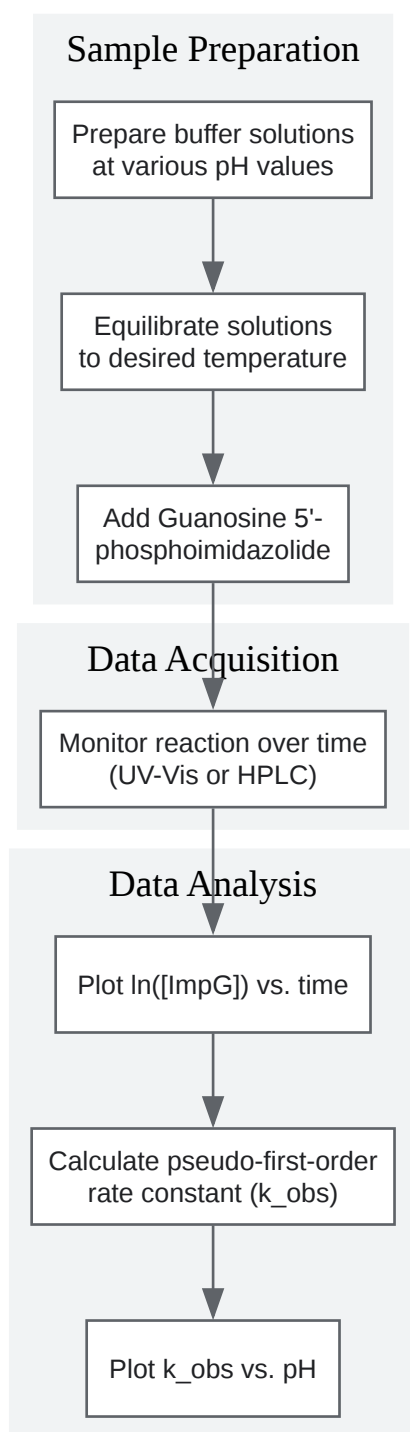 Sample Preparation
Prepare buffer solutions
at various pH values
Equilibrate solutions
to desired temperature
Add Guanosine 5'-
phosphoimidazolide
Data Acquisition
Monitor reaction over time
(UV-Vis or HPLC)
Data Analysis
Plot ln([ImpG]) vs. time
Calculate pseudo-first-order
rate constant (k_obs)
Plot k_obs vs. pH